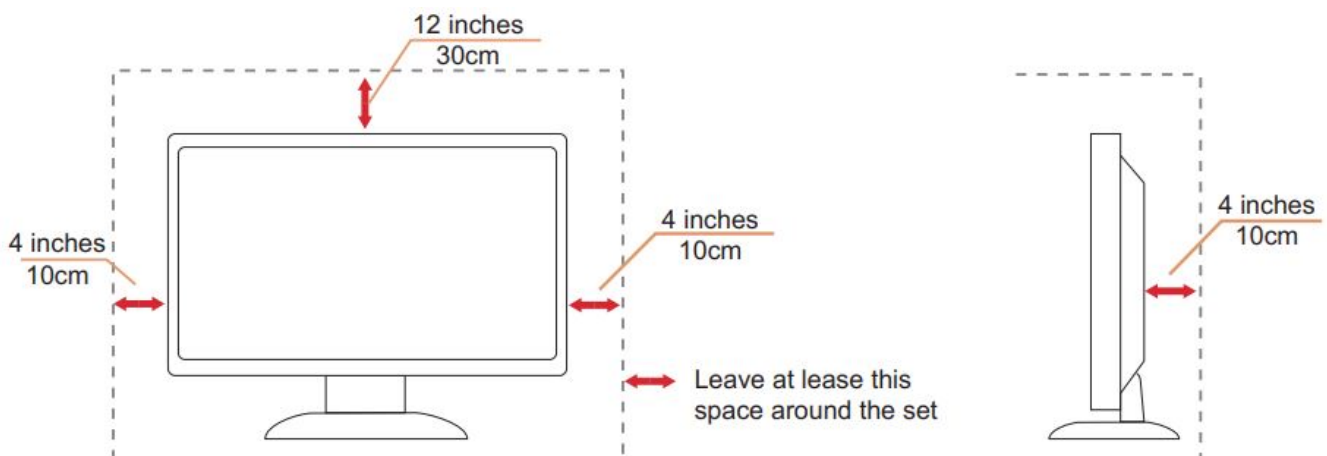 12 inches
30cm
4 inches
10cm
4 inches
10cm
4 inches
10cm
Leave at lease this
space around the set